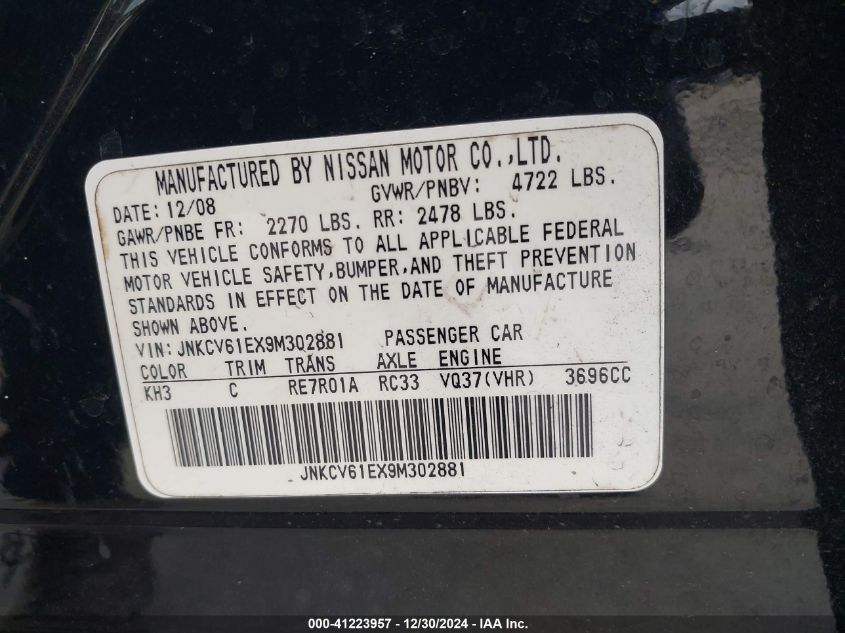 MANUFACTURED BY NISSAN MOTOR CO.,LTD.
DATE: 12/08 GVWR/PNBV: 4722 LBS.
GAWR/PNBE FR: 2270 LBS. RR: 2478 LBS.
THIS VEHICLE CONFORMS TO ALL APPLICABLE FEDERAL
MOTOR VEHICLE SAFETY,BUMPER,AND THEFT PREVENTION
STANDARDS IN EFFECT ON THE DATE OF MANUFACTURE
SHOWN ABOVE.
VIN: JNKCV61EX9M302881 PASSENGER CAR
COLOR TRIM TRANS AXLE ENGINE
KH3 C RE7R01A RC33 VQ37(VHR) 3696CC
JNKCV61EX9M302881
000-41223957 - 12/30/2024 - IAA Inc.